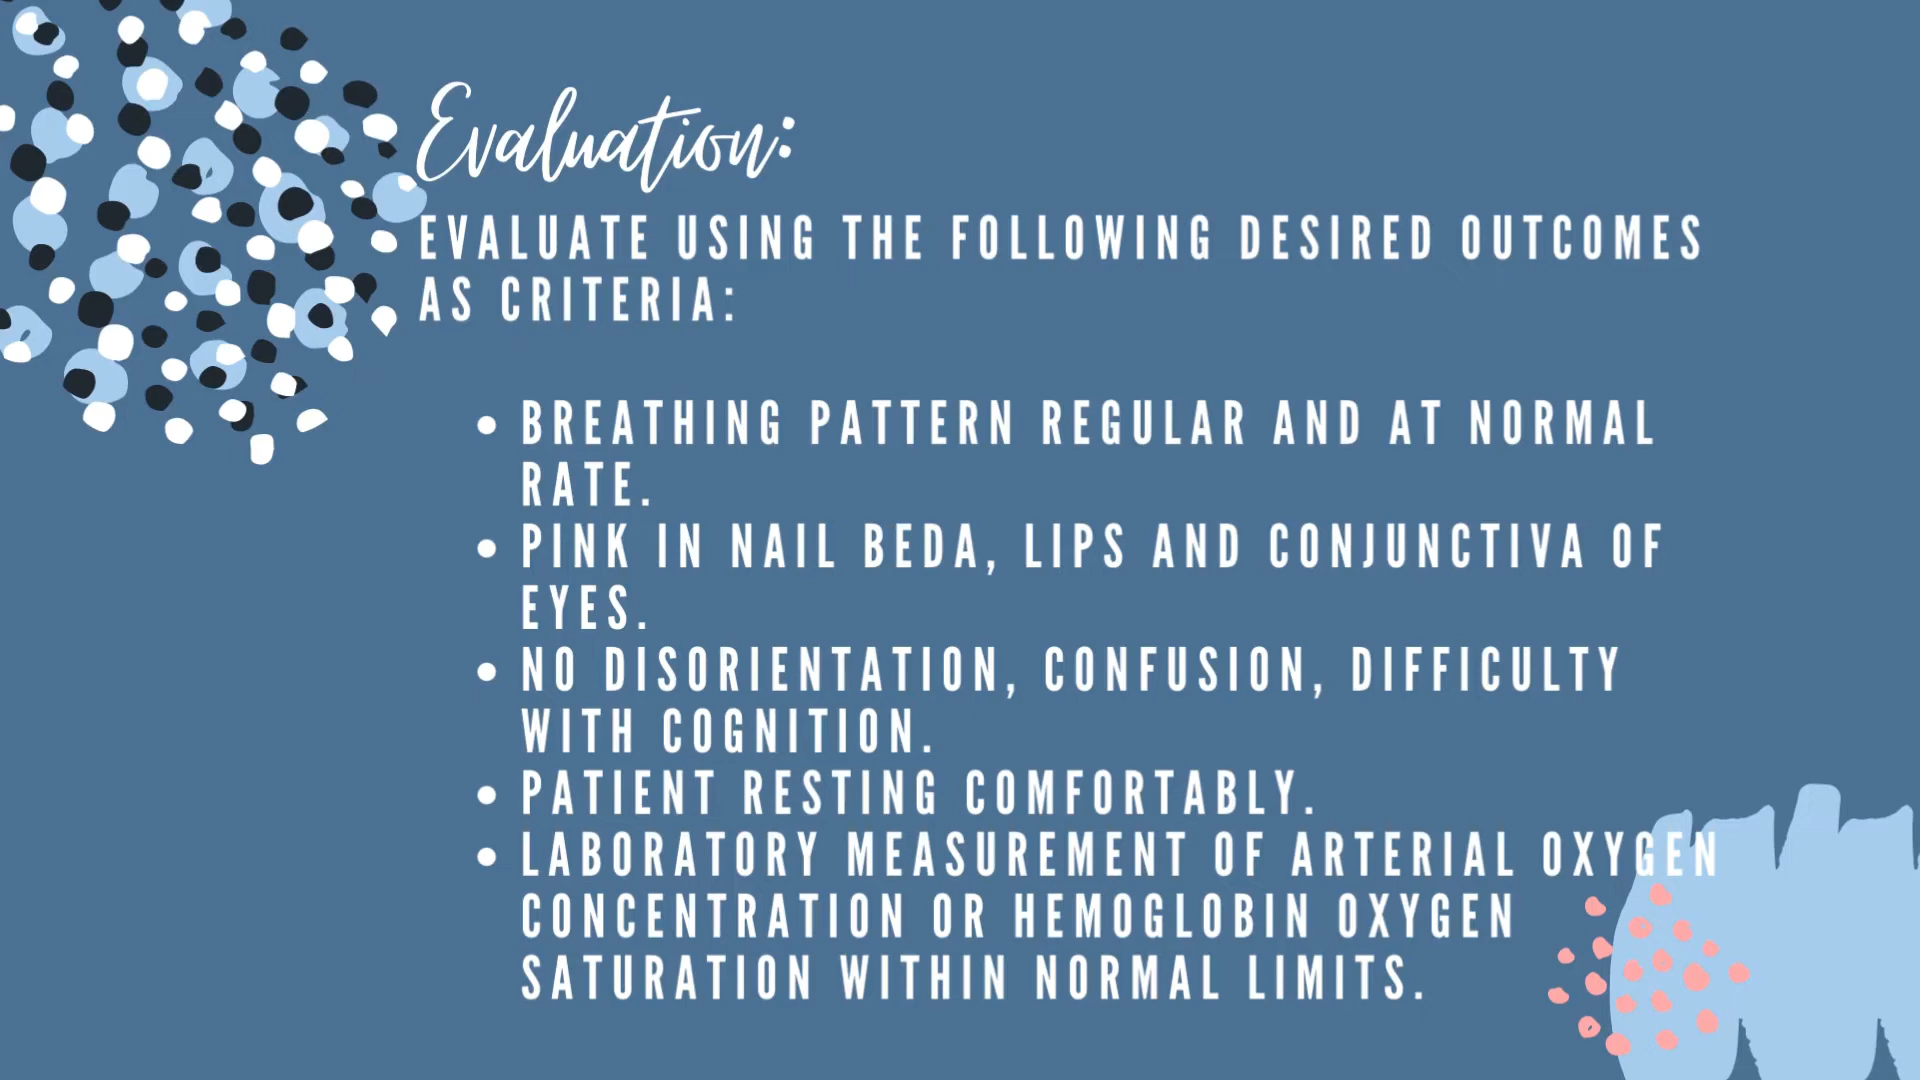 Evaluation:
EVALUATE USING THE FOLLOWING DESIRED OUTCOMES
AS CRITERIA:
• BREATHING PATTERN REGULAR AND AT NORMAL
RATE.
• PINK IN NAIL BEDA, LIPS AND CONJUNCTIVA OF
EYES.
• NO DISORIENTATION, CONFUSION, DIFFICULTY
WITH COGNITION.
• PATIENT RESTING COMFORTABLY.
• LABORATORY MEASUREMENT OF ARTERIAL OXYGEN
CONCENTRATION OR HEMOGLOBIN OXYGEN
SATURATION WITHIN NORMAL LIMITS.